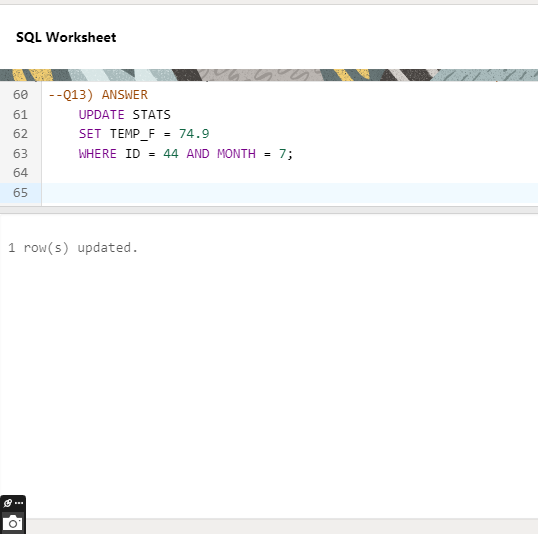 SQL Worksheet
60 --Q13) ANSWER
61 UPDATE STATS
62 SET TEMP_F = 74.9
63 WHERE ID = 44 AND MONTH = 7;
64
65
1 row(s) updated.